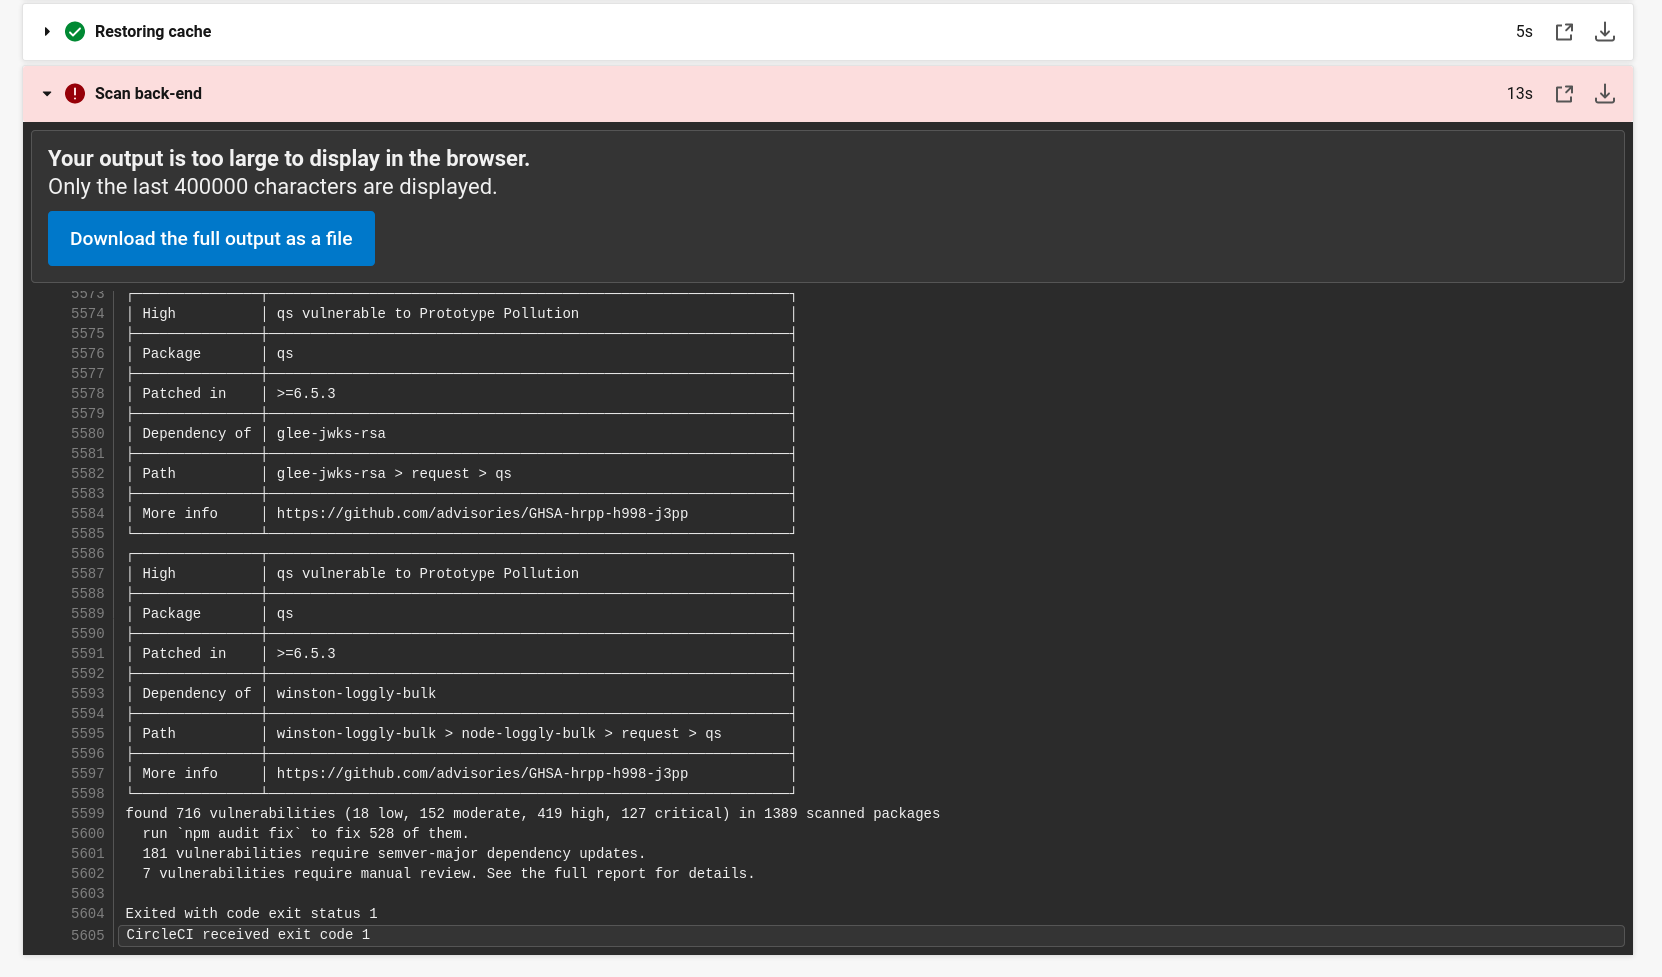 Restoring cache 5s
Scan back-end 13s
Your output is too large to display in the browser.
Only the last 400000 characters are displayed.
Download the full output as a file
5573
5574 │ High │ qs vulnerable to Prototype Pollution │
5575
5576 │ Package │ qs │
5577
5578 │ Patched in │ >=6.5.3 │
5579
5580 │ Dependency of │ glee-jwks-rsa │
5581
5582 │ Path │ glee-jwks-rsa > request > qs │
5583
5584 │ More info │ https://github.com/advisories/GHSA-hrpp-h998-j3pp │
5585
5586
5587 │ High │ qs vulnerable to Prototype Pollution │
5588
5589 │ Package │ qs │
5590
5591 │ Patched in │ >=6.5.3 │
5592
5593 │ Dependency of │ winston-loggly-bulk │
5594
5595 │ Path │ winston-loggly-bulk > node-loggly-bulk > request > qs │
5596
5597 │ More info │ https://github.com/advisories/GHSA-hrpp-h998-j3pp │
5598
5599 found 716 vulnerabilities (18 low, 152 moderate, 419 high, 127 critical) in 1389 scanned packages
5600 run `npm audit fix` to fix 528 of them.
5601 181 vulnerabilities require semver-major dependency updates.
5602 7 vulnerabilities require manual review. See the full report for details.
5603
5604 Exited with code exit status 1
5605 CircleCI received exit code 1